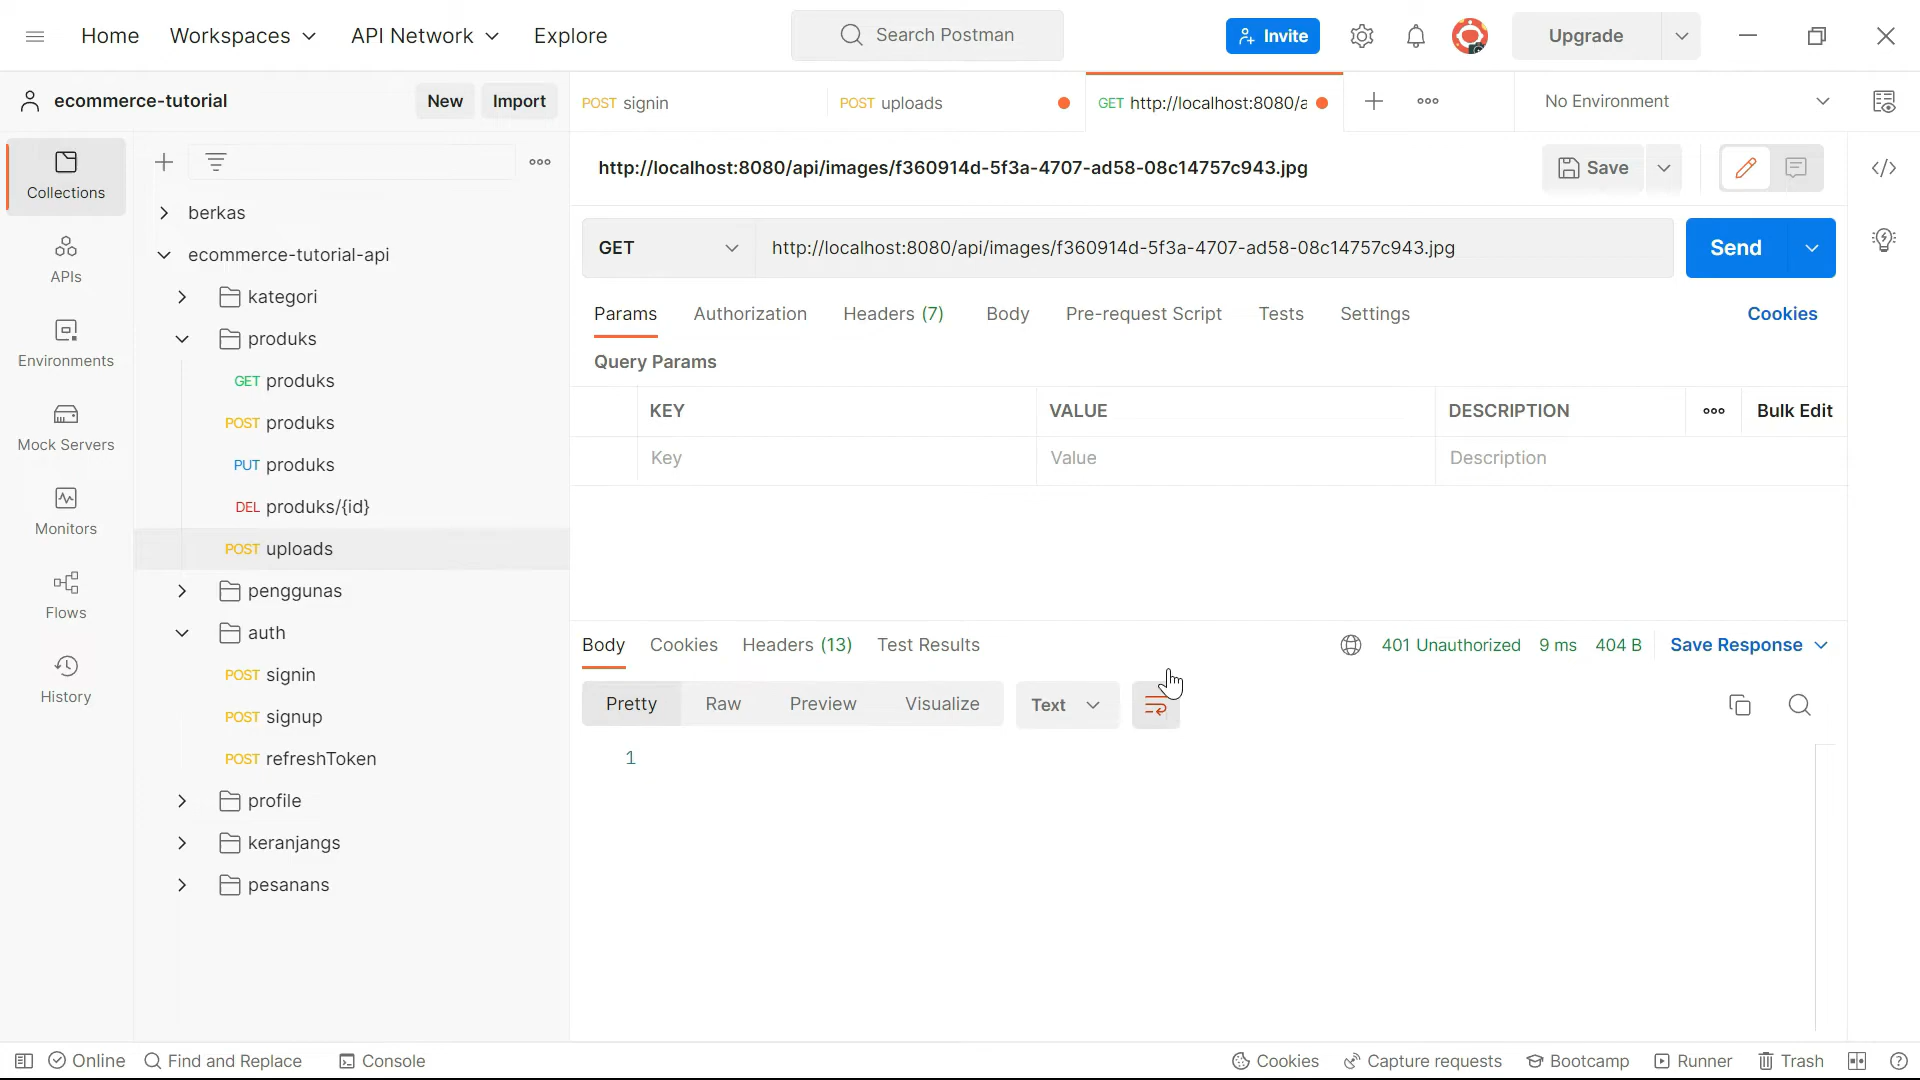 Home
Workspaces
API Network
Explore
Search Postman
Invite
Upgrade
ecommerce-tutorial
New
Import
POST signin
POST uploads
GET http://localhost:8080/a
No Environment
Collections
APIs
Environments
Mock Servers
Monitors
Flows
History
berkas
ecommerce-tutorial-api
kategori
produks
GET produks
POST produks
PUT produks
DEL produks/{id}
POST uploads
penggunas
auth
POST signin
POST signup
POST refreshToken
profile
keranjangs
pesanans
http://localhost:8080/api/images/f360914d-5f3a-4707-ad58-08c14757c943.jpg
Save
GET
http://localhost:8080/api/images/f360914d-5f3a-4707-ad58-08c14757c943.jpg
Send
Params
Authorization
Headers (7)
Body
Pre-request Script
Tests
Settings
Cookies
Query Params
KEY
VALUE
DESCRIPTION
Bulk Edit
Key
Value
Description
Body
Cookies
Headers (13)
Test Results
401 Unauthorized
9 ms
404 B
Save Response
Pretty
Raw
Preview
Visualize
Text
1
Online
Find and Replace
Console
Cookies
Capture requests
Bootcamp
Runner
Trash